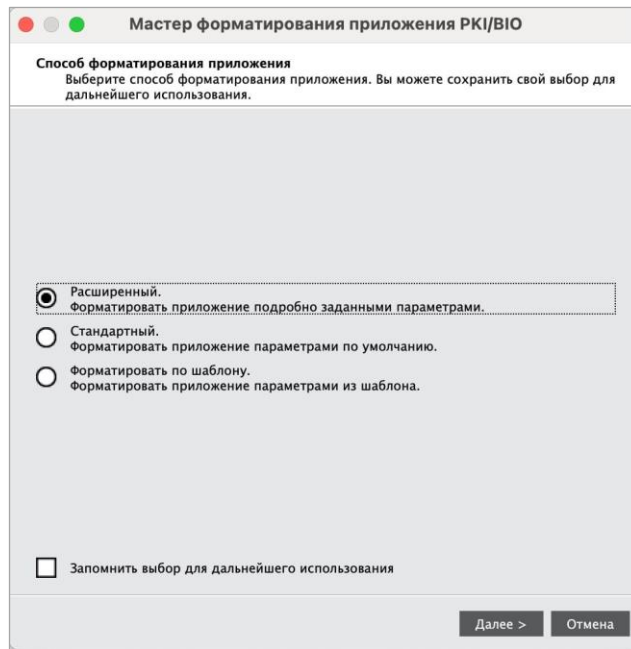 Мастер форматирования приложения PKI/BIO
Способ форматирования приложения
Выберите способ форматирования приложения. Вы можете сохранить свой выбор для
дальнейшего использования.
Расширенный.
Форматировать приложение подробно заданными параметрами.
Стандартный.
Форматировать приложение параметрами по умолчанию.
Форматировать по шаблону.
Форматировать приложение параметрами из шаблона.
Запомнить выбор для дальнейшего использования
Далее > Отмена